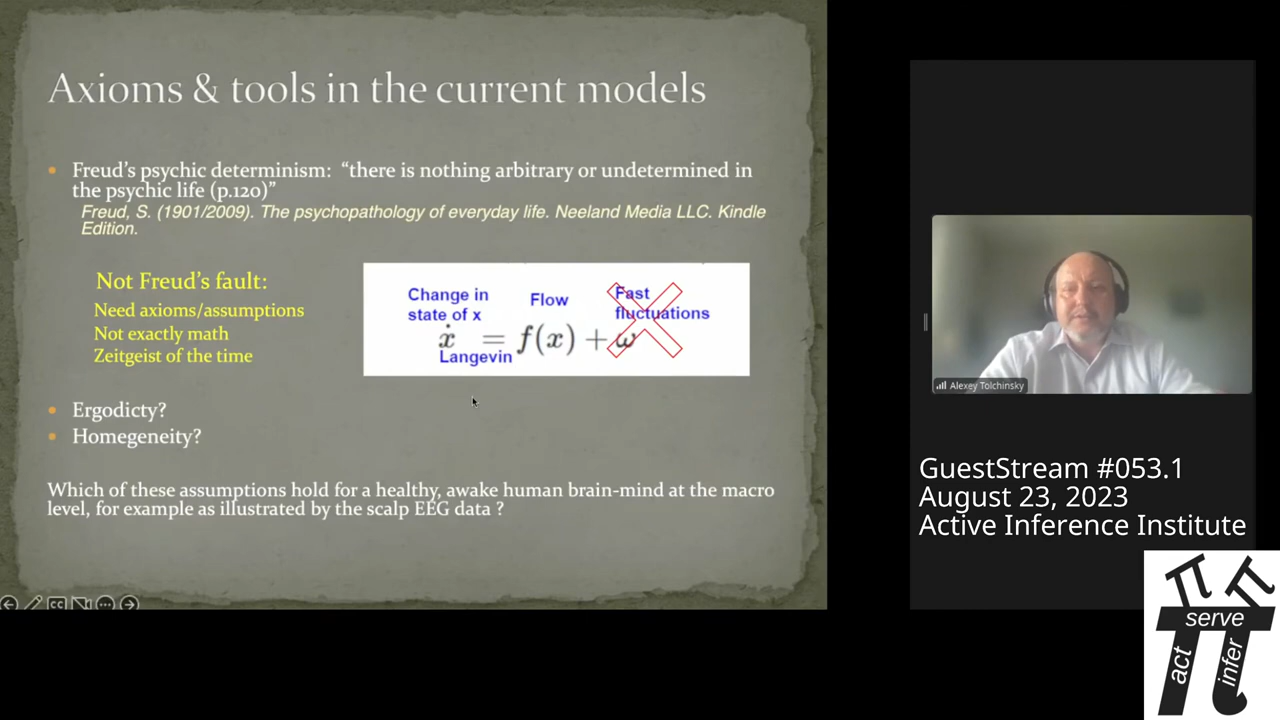 Axioms & tools in the current models
Freud's psychic determinism: "there is nothing arbitrary or undetermined in
the psychic life (p.120)"
Freud, S. (1901/2009). The psychopathology of everyday life. Neeland Media LLC. Kindle
Edition.
Not Freud's fault:
Need axioms/assumptions
Not exactly math
Zeitgeist of the time
Change in
state of x
Flow
Fast
fluctuations
ẋ = f(x) + ω
Langevin
Ergodicty?
Homegeneity?
Which of these assumptions hold for a healthy, awake human brain-mind at the macro
level, for example as illustrated by the scalp EEG data ?
CC
Alexey Tolchinsky
GuestStream #053.1
August 23, 2023
Active Inference Institute
serve
act
infer